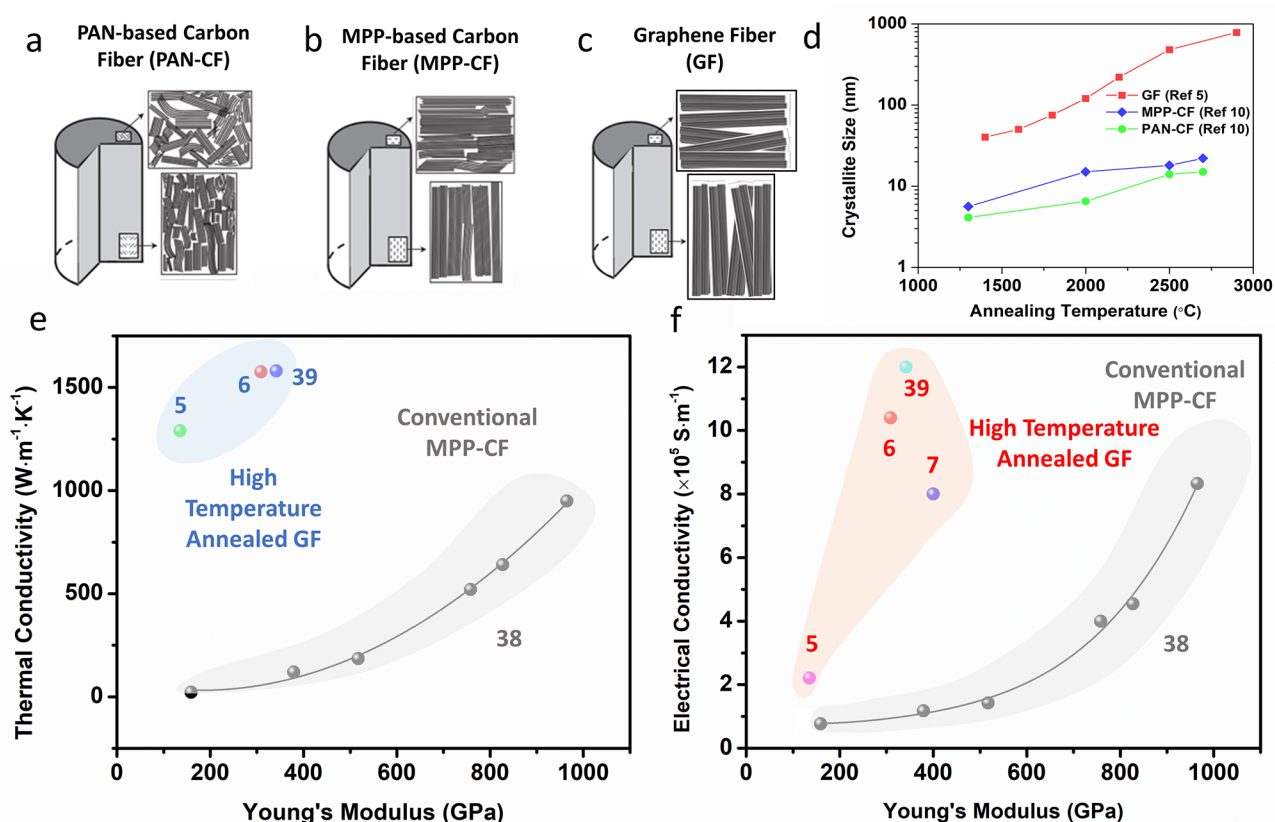 a
PAN-based Carbon
Fiber (PAN-CF)
b
MPP-based Carbon
Fiber (MPP-CF)
c
Graphene Fiber
(GF)
d
Crystallite Size (nm)
1000
100
10
1
GF (Ref 5)
MPP-CF (Ref 10)
PAN-CF (Ref 10)
1000 1500 2000 2500 3000
Annealing Temperature (°C)
e
Thermal Conductivity (W·m⁻¹·K⁻¹)
1500
1000
500
0
5
6
39
High
Temperature
Annealed GF
Conventional
MPP-CF
38
0 200 400 600 800 1000
Young's Modulus (GPa)
f
Electrical Conductivity (×10⁵ S·m⁻¹)
12
10
8
6
4
2
0
39
6
7
5
High Temperature
Annealed GF
Conventional
MPP-CF
38
0 200 400 600 800 1000
Young's Modulus (GPa)